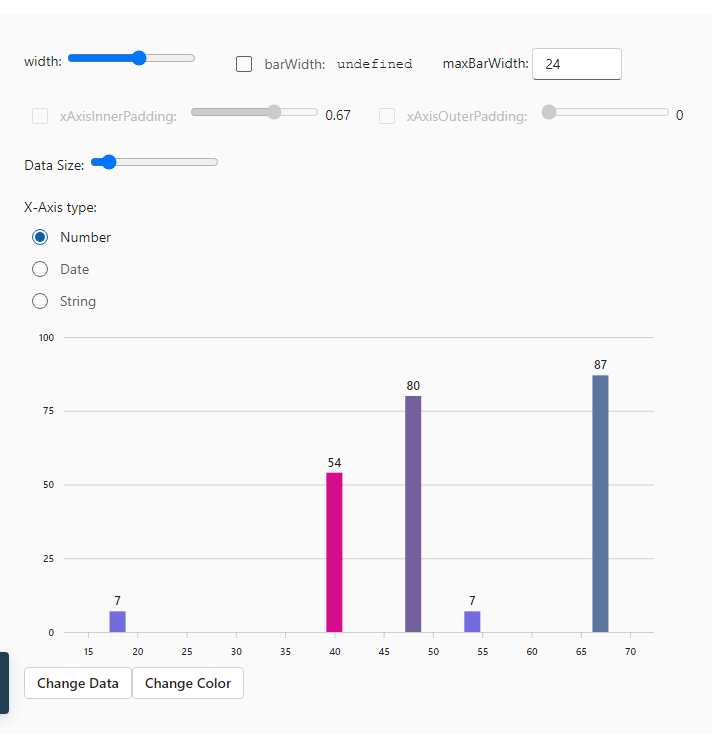 width: barWidth: undefined maxBarWidth: 24
xAxisInnerPadding: 0.67 xAxisOuterPadding: 0
Data Size:
X-Axis type:
Number
Date
String
100
87
80
75
54
50
25
7 7
0
15 20 25 30 35 40 45 50 55 60 65 70
Change Data Change Color